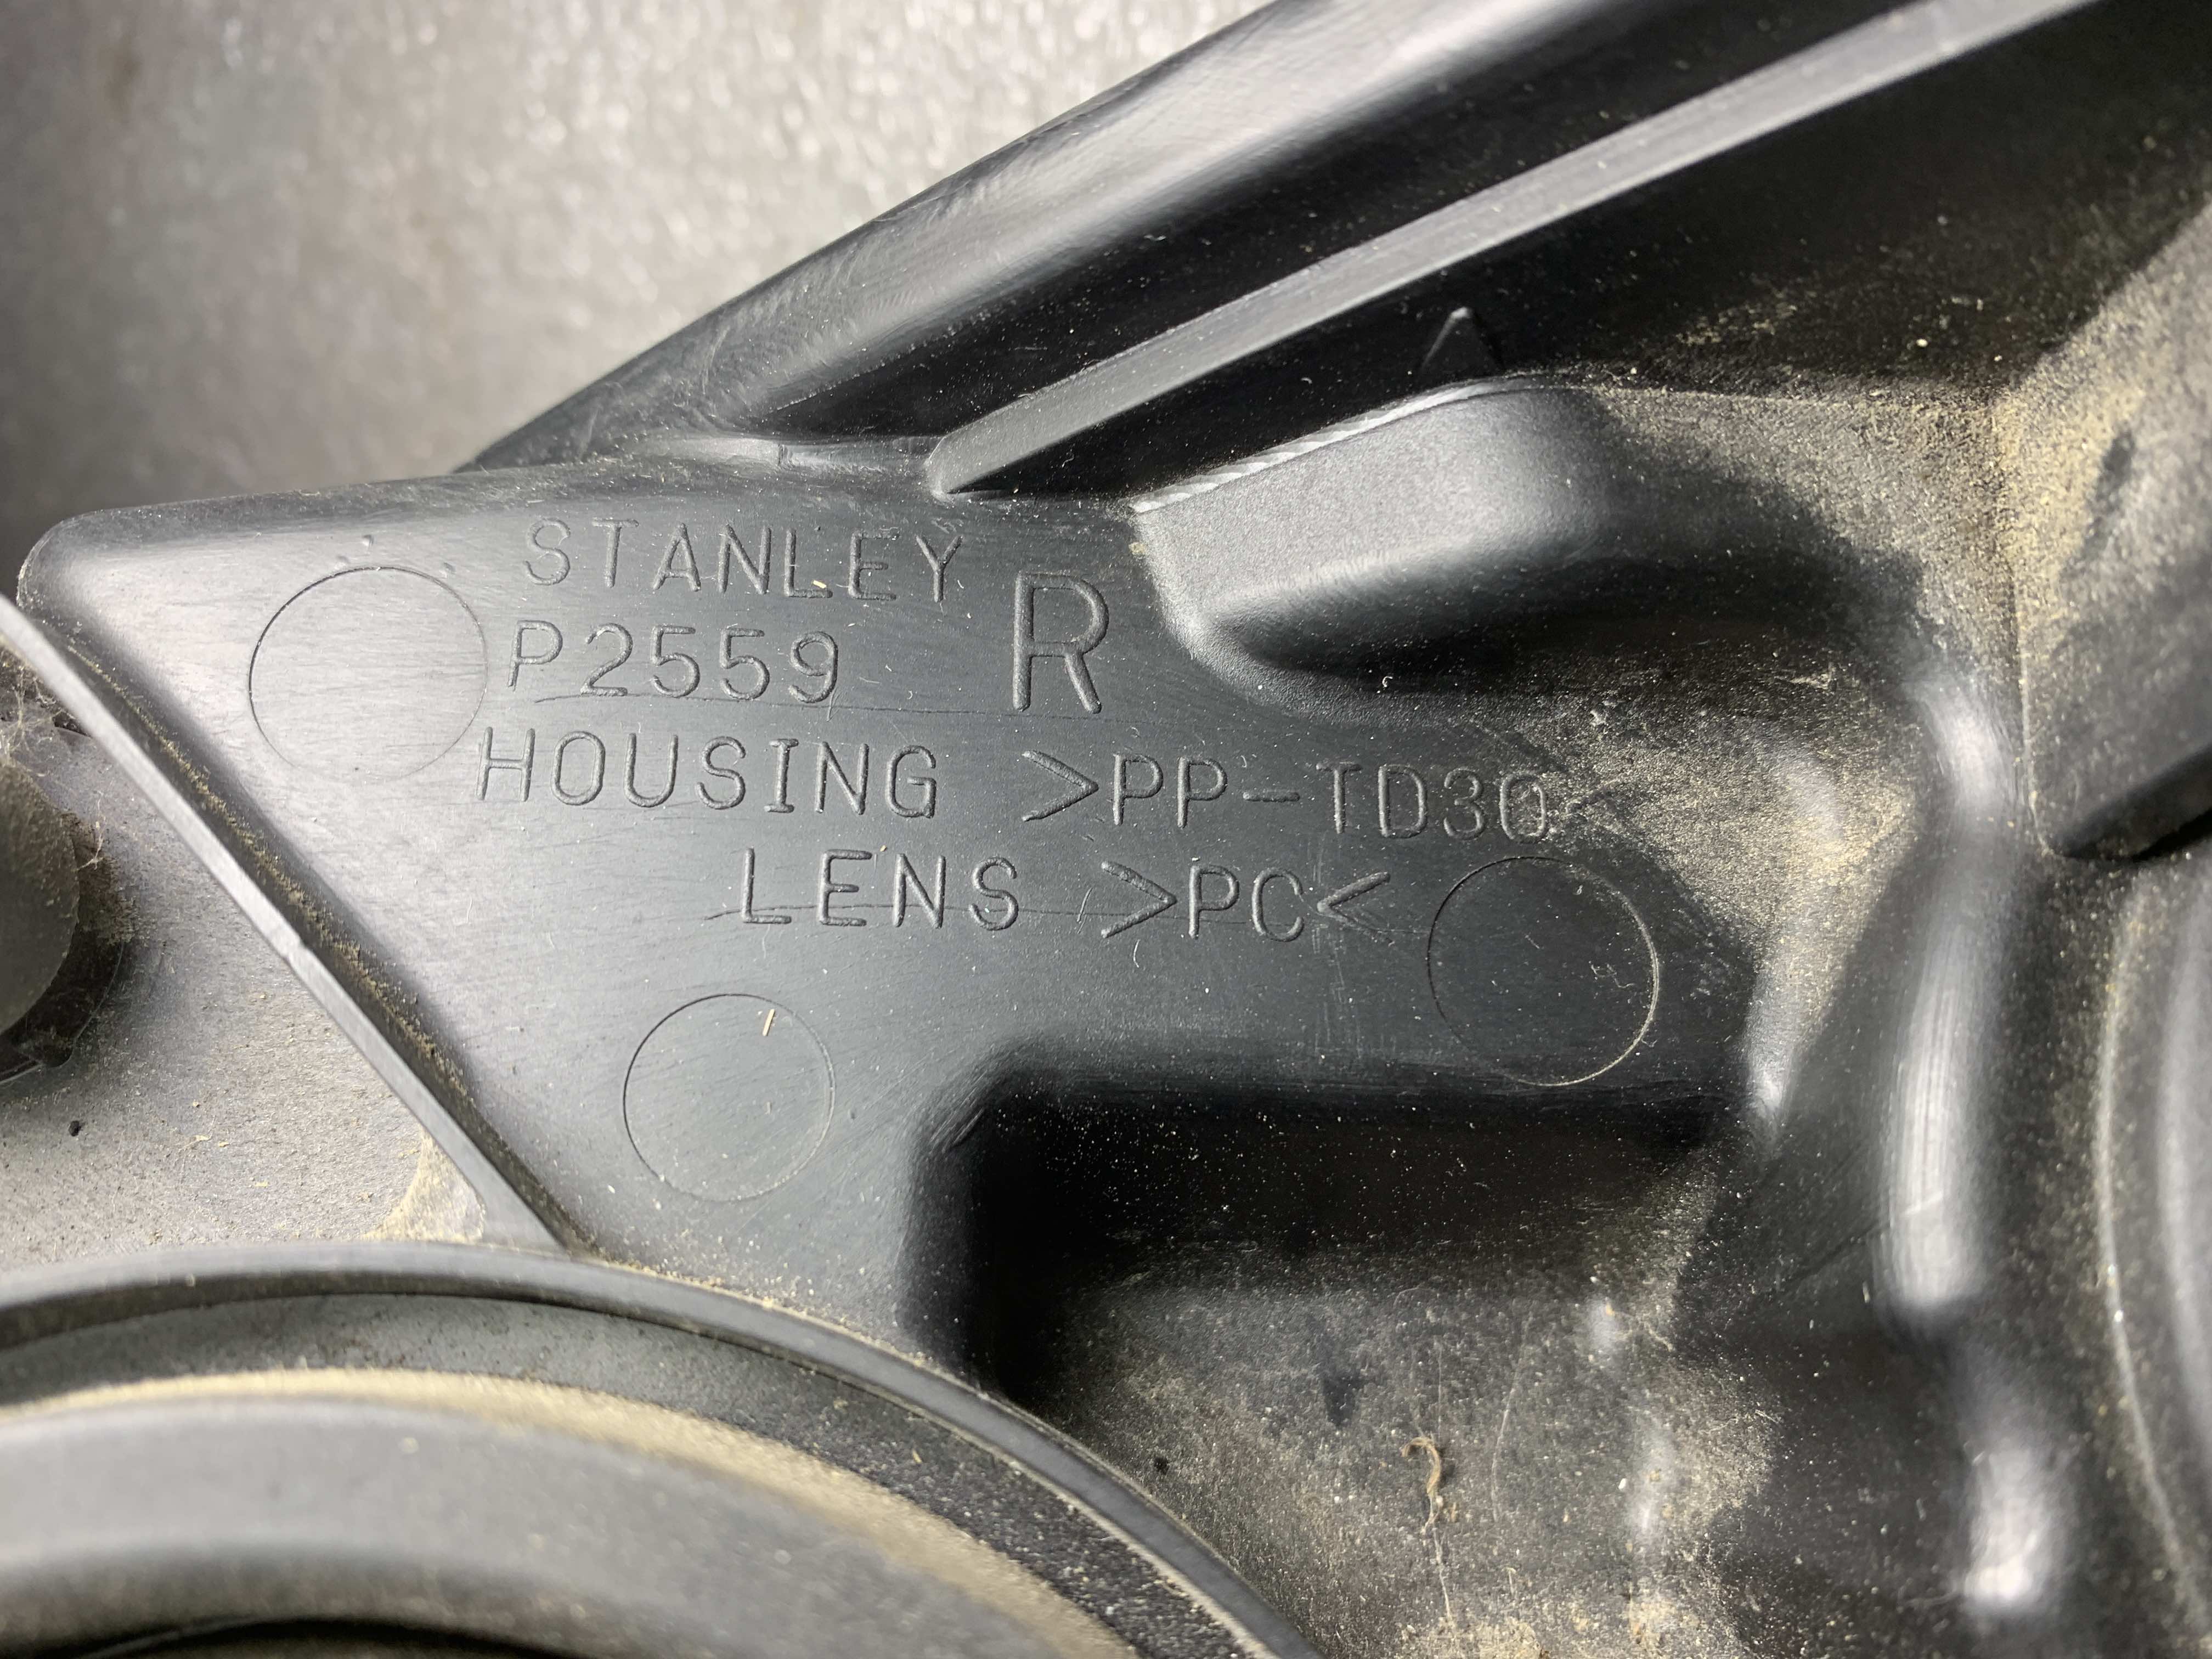 STANLEY
P2559 R
HOUSING >PP-TD30<
LENS >PC<